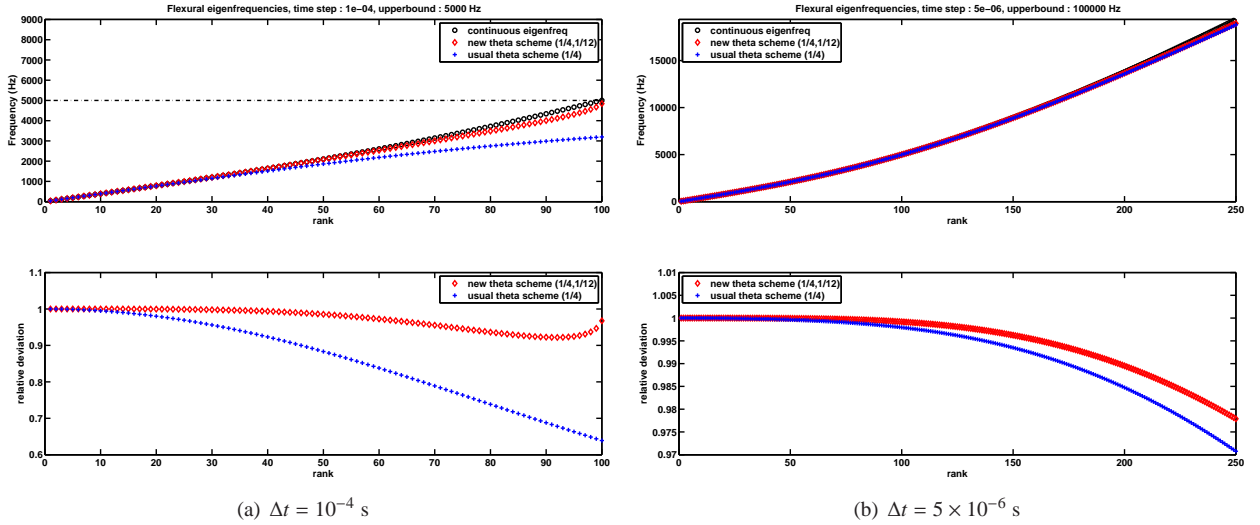 Flexural eigenfrequencies, time step : 1e−04, upperbound : 5000 Hz
9000
8000
7000
6000
5000
4000
3000
2000
1000
0
Frequency (Hz)
continuous eigenfreq
new theta scheme (1/4,1/12)
usual theta scheme (1/4)
0 10 20 30 40 50 60 70 80 90 100
rank
1.1
1
0.9
0.8
0.7
0.6
relative deviation
new theta scheme (1/4,1/12)
usual theta scheme (1/4)
0 10 20 30 40 50 60 70 80 90 100
rank
(a) Δt = 10⁻⁴ s
Flexural eigenfrequencies, time step : 5e−06, upperbound : 100000 Hz
15000
10000
5000
0
Frequency (Hz)
continuous eigenfreq
new theta scheme (1/4,1/12)
usual theta scheme (1/4)
0 50 100 150 200 250
rank
1.01
1.005
1
0.995
0.99
0.985
0.98
0.975
0.97
relative deviation
new theta scheme (1/4,1/12)
usual theta scheme (1/4)
0 50 100 150 200 250
rank
(b) Δt = 5 × 10⁻⁶ s